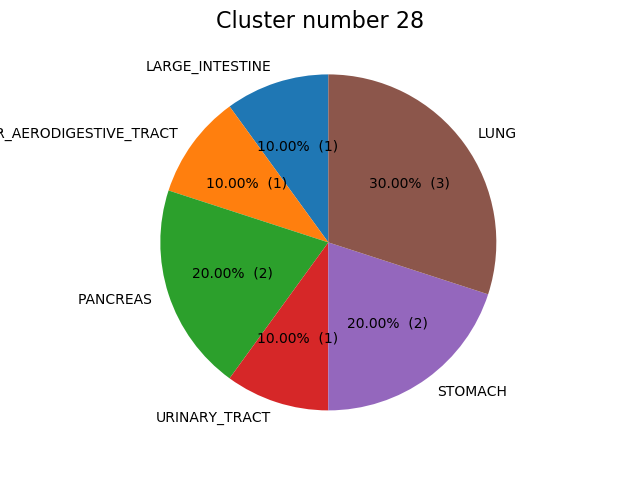 Cluster number 28
LARGE_INTESTINE
R_AERODIGESTIVE_TRACT
LUNG
10.00% (1)
10.00% (1)
30.00% (3)
20.00% (2)
PANCREAS
20.00% (2)
10.00% (1)
STOMACH
URINARY_TRACT